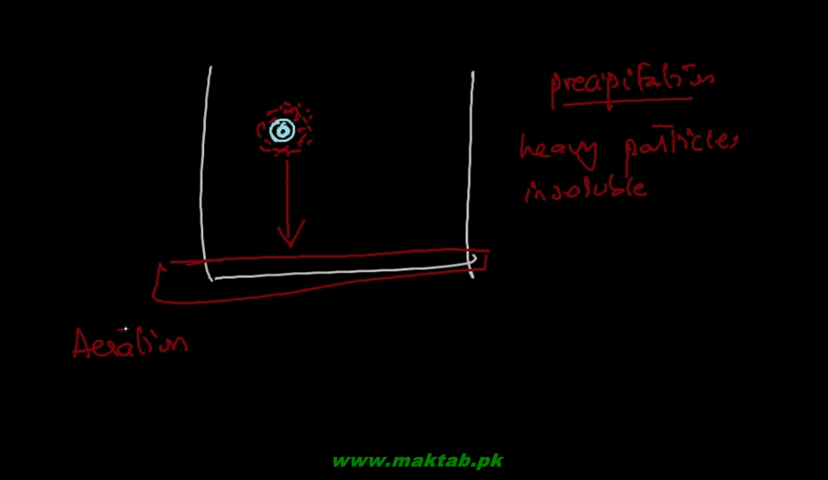 precipitation
heavy particles
insoluble
Aeration
www.maktab.pk